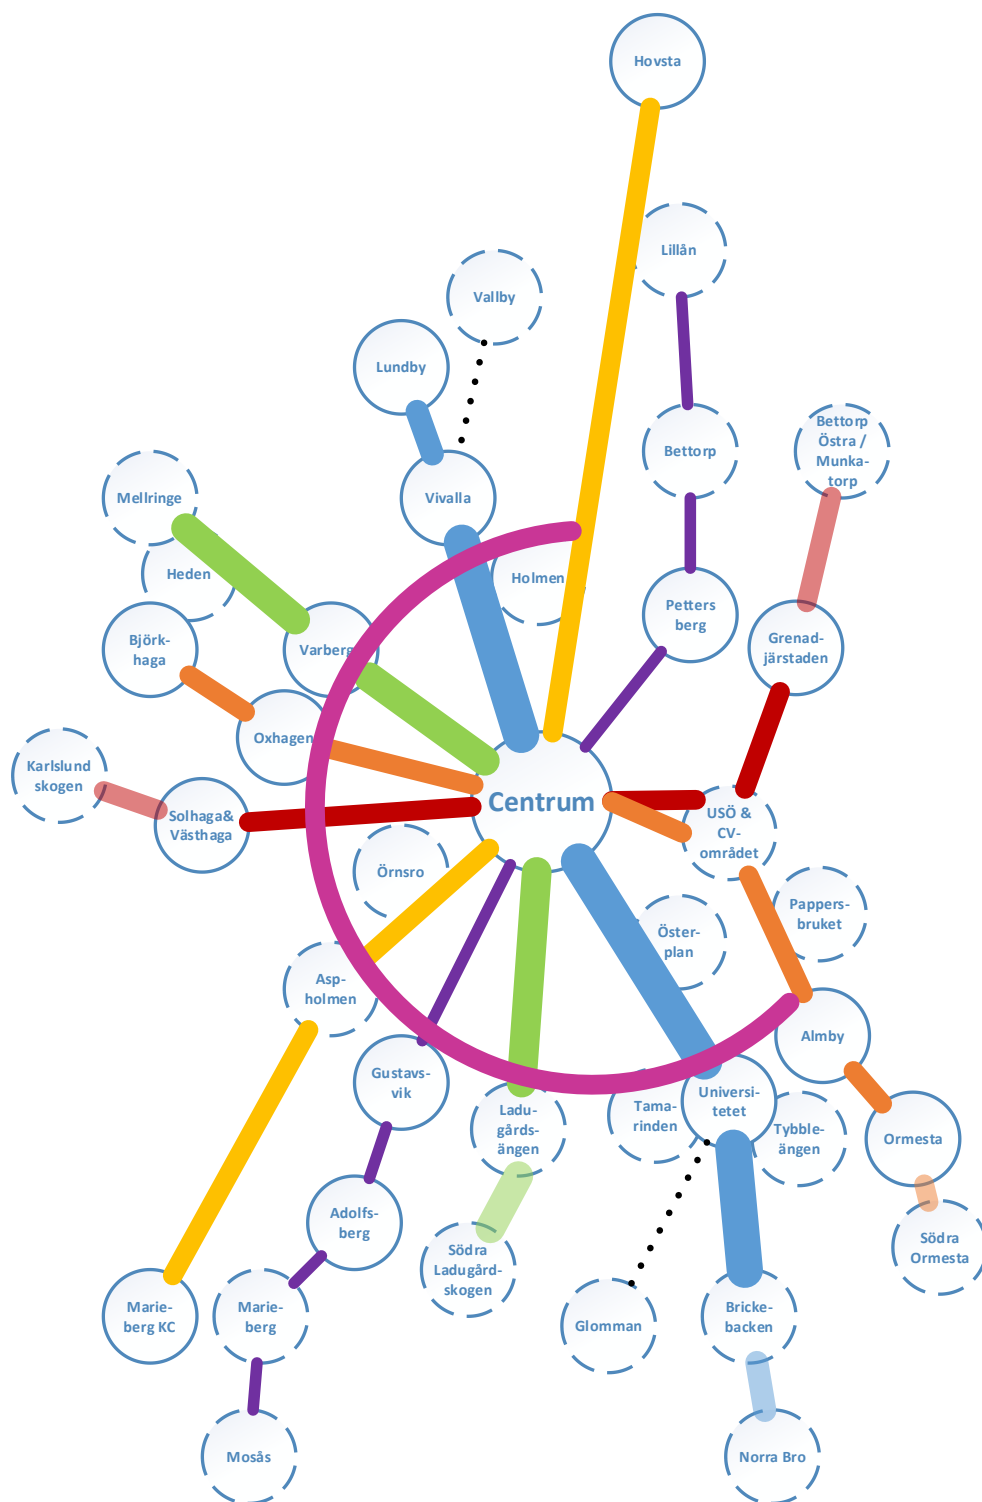 Hovsta
Lillån
Vallby
Lundby
Bettorp
Bettorp
Östra /
Munka-
torp
Mellringe
Vivalla
Heden
Holmen
Petters
berg
Björk-
haga
Varberg
Grenad-
järstaden
Oxhagen
Karlslund
skogen
Solhaga&
Västhaga
Centrum
USÖ &
CV-
området
Örnsro
Pappers-
bruket
Öster-
plan
Asp-
holmen
Almby
Gustavs-
vik
Ladu-
gårds-
ängen
Tama-
rinden
Universi-
tetet
Tybble-
ängen
Ormesta
Adolfs-
berg
Södra
Ladugård-
skogen
Södra
Ormesta
Marie-
berg KC
Marie-
berg
Glomman
Bricke-
backen
Mosås
Norra Bro